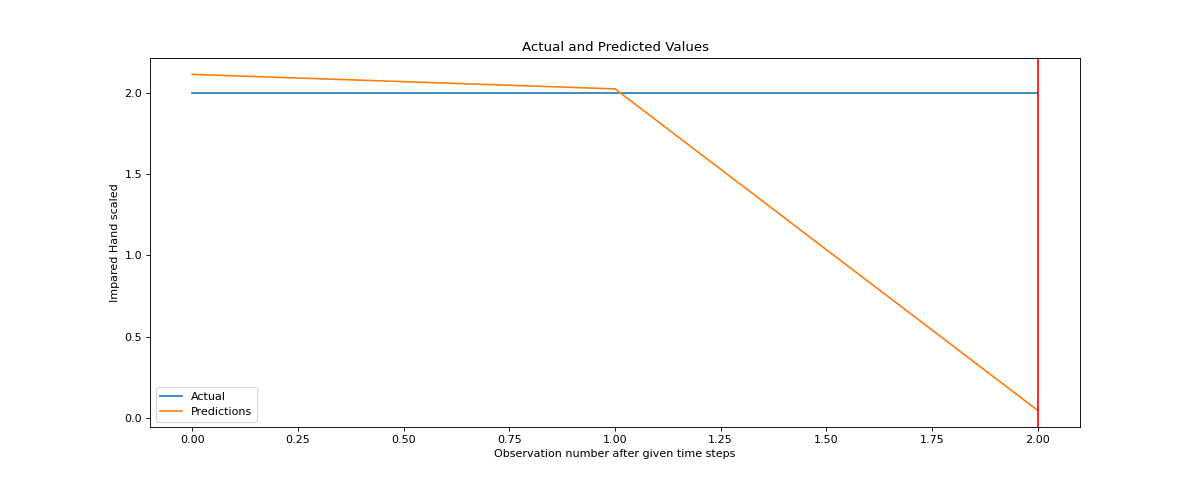 Actual and Predicted Values
Impared Hand scaled
2.0
1.5
1.0
0.5
0.0
Actual
Predictions
0.00 0.25 0.50 0.75 1.00 1.25 1.50 1.75 2.00
Observation number after given time steps